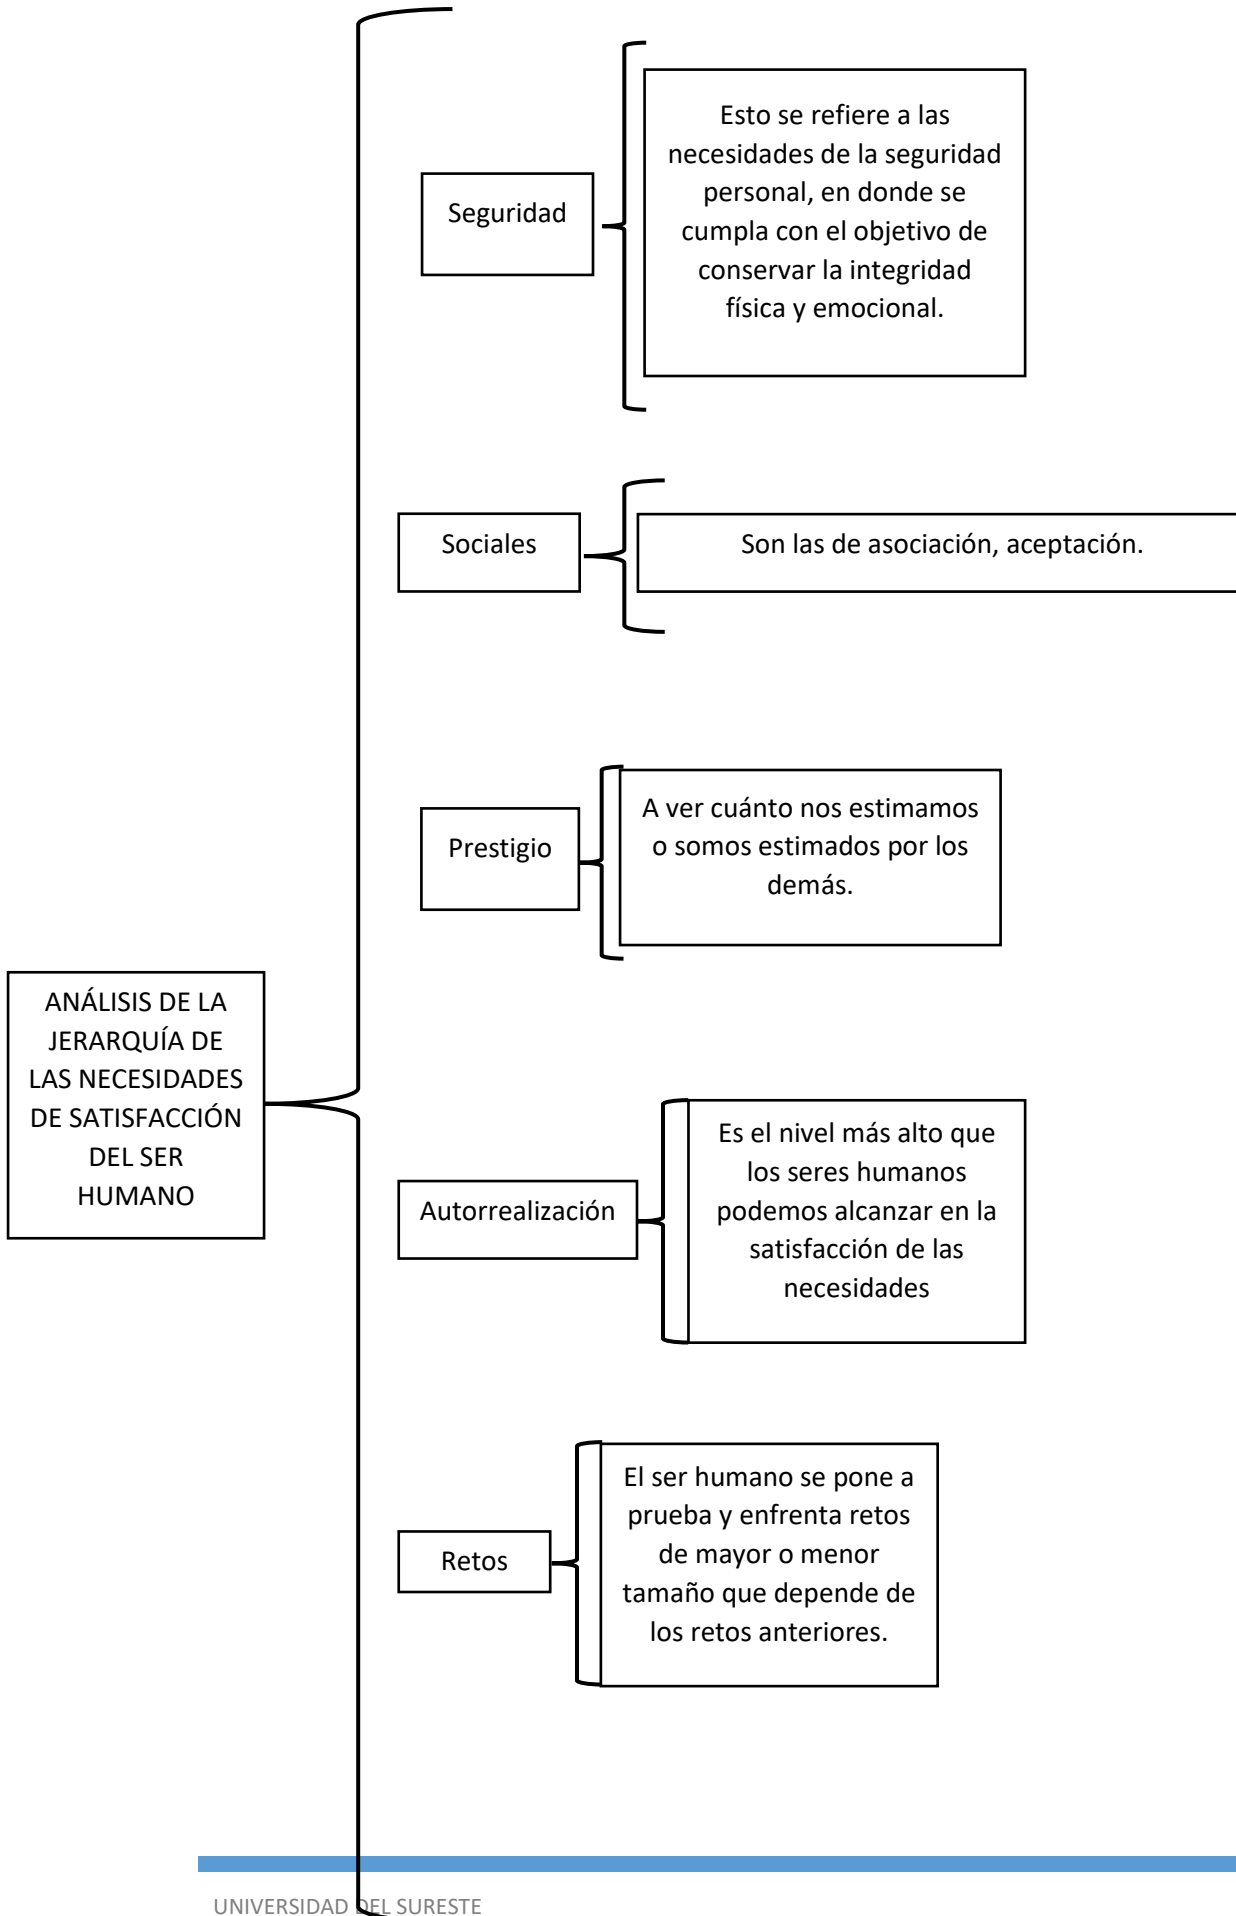 Seguridad
Esto se refiere a las
necesidades de la seguridad
personal, en donde se
cumpla con el objetivo de
conservar la integridad
física y emocional.
Sociales
Son las de asociación, aceptación.
Prestigio
A ver cuánto nos estimamos
o somos estimados por los
demás.
ANÁLISIS DE LA
JERARQUÍA DE
LAS NECESIDADES
DE SATISFACCIÓN
DEL SER
HUMANO
Autorrealización
Es el nivel más alto que
los seres humanos
podemos alcanzar en la
satisfacción de las
necesidades
Retos
El ser humano se pone a
prueba y enfrenta retos
de mayor o menor
tamaño que depende de
los retos anteriores.
UNIVERSIDAD DEL SURESTE